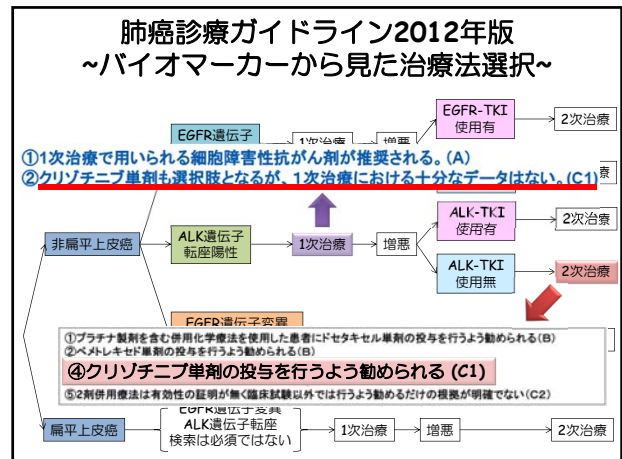 肺癌診療ガイドライン2012年版
~バイオマーカーから見た治療法選択~
EGFR-TKI
使用有
2次治療
EGFR遺伝子
1次治療
増悪
①1次治療で用いられる細胞障害性抗がん剤が推奨される。(A)
②クリゾチニブ単剤も選択肢となるが、1次治療における十分なデータはない。(C1)
療
非扁平上皮癌
ALK遺伝子
転座陽性
1次治療
増悪
ALK-TKI
使用有
2次治療
ALK-TKI
使用無
2次治療
EGFR遺伝子変異
①プラチナ製剤を含む併用化学療法を使用した患者にドセタキセル単剤の投与を行うよう勧められる(B)
②ペメトレキセド単剤の投与を行うよう勧められる(B)
④クリゾチニブ単剤の投与を行うよう勧められる (C1)
⑤2剤併用療法は有効性の証明が無く臨床試験以外では行うよう勧めるだけの根拠が明確でない(C2)
扁平上皮癌
EGFR遺伝子変異
ALK遺伝子転座
検索は必須ではない
1次治療
増悪
2次治療